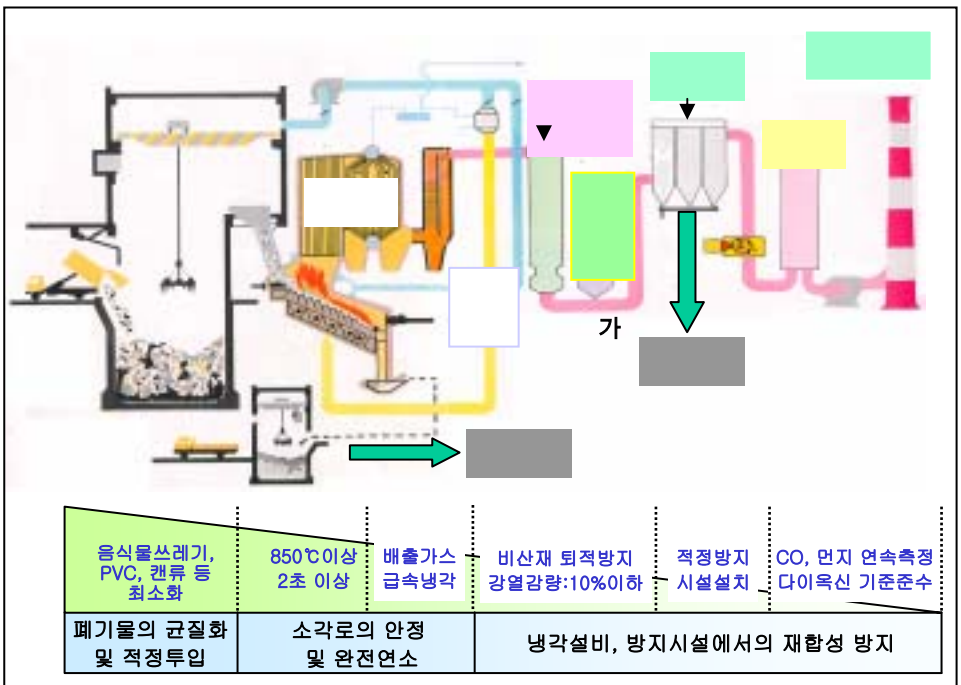 가
음식물쓰레기,
PVC, 캔류 등
최소화
850℃이상
2초 이상
배출가스
급속냉각
비산재 퇴적방지
강열감량:10%이하
적정방지
시설설치
CO, 먼지 연속측정
다이옥신 기준준수
폐기물의 균질화
및 적정투입
소각로의 안정
및 완전연소
냉각설비, 방지시설에서의 재합성 방지